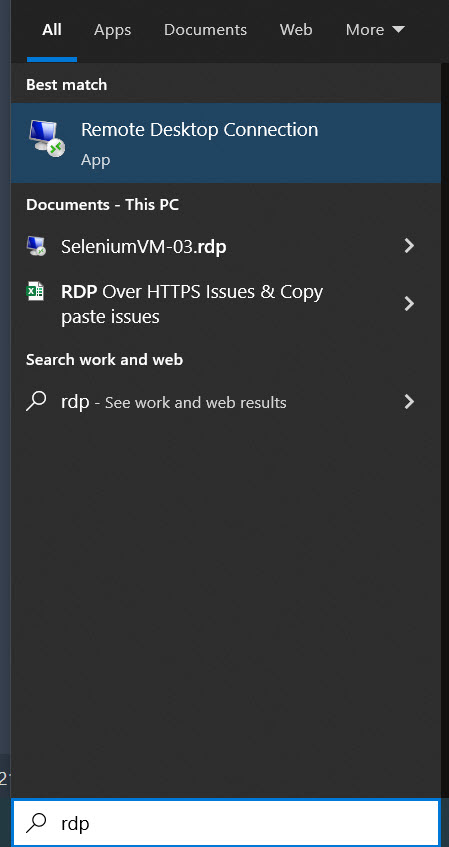 All Apps Documents Web More
Best match
Remote Desktop Connection
App
Documents - This PC
SeleniumVM-03.rdp
RDP Over HTTPS Issues & Copy
paste issues
Search work and web
rdp - See work and web results
rdp